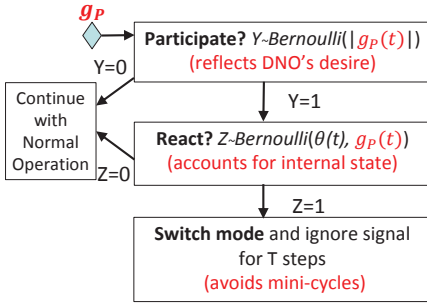 g_P
Participate? Y~Bernoulli(|g_P(t)|)
(reflects DNO's desire)
Y=0
Y=1
Continue
with
Normal
Operation
React? Z~Bernoulli(θ(t), g_P(t))
(accounts for internal state)
Z=0
Z=1
Switch mode and ignore signal
for T steps
(avoids mini-cycles)